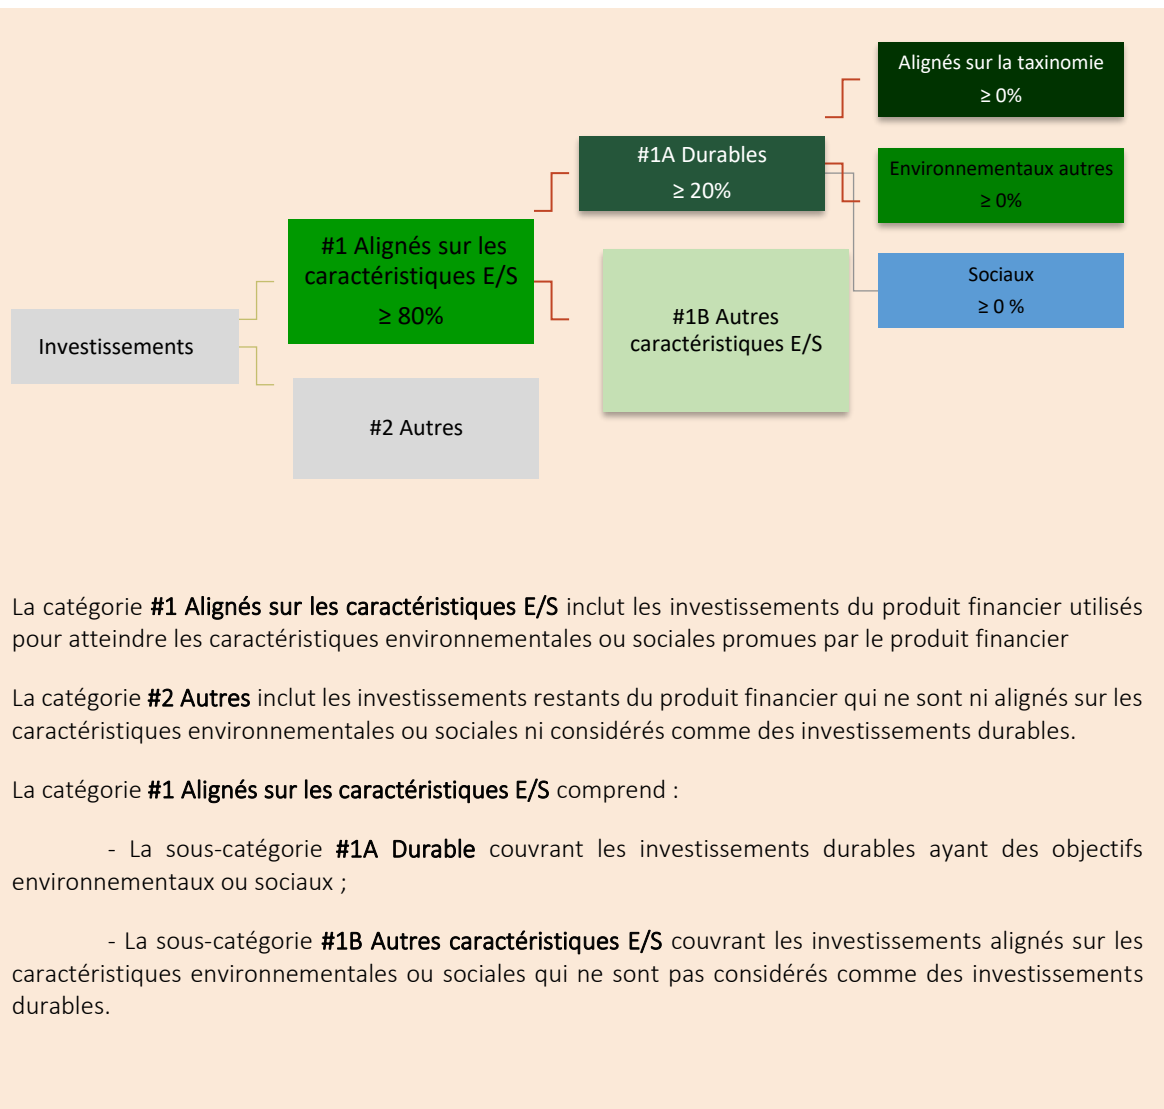 Alignés sur la taxinomie
≥ 0%
#1A Durables
≥ 20%
Environnementaux autres
≥ 0%
#1 Alignés sur les
caractéristiques E/S
≥ 80%
Sociaux
≥ 0 %
#1B Autres
caractéristiques E/S
Investissements
#2 Autres
La catégorie #1 Alignés sur les caractéristiques E/S inclut les investissements du produit financier utilisés
pour atteindre les caractéristiques environnementales ou sociales promues par le produit financier
La catégorie #2 Autres inclut les investissements restants du produit financier qui ne sont ni alignés sur les
caractéristiques environnementales ou sociales ni considérés comme des investissements durables.
La catégorie #1 Alignés sur les caractéristiques E/S comprend :
- La sous-catégorie #1A Durable couvrant les investissements durables ayant des objectifs
environnementaux ou sociaux ;
- La sous-catégorie #1B Autres caractéristiques E/S couvrant les investissements alignés sur les
caractéristiques environnementales ou sociales qui ne sont pas considérés comme des investissements
durables.